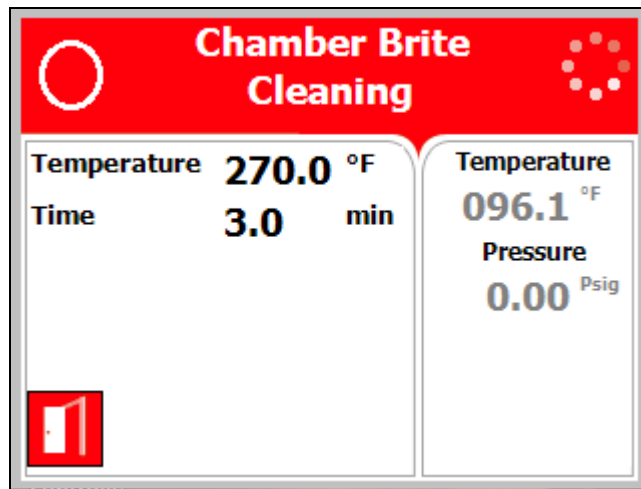 Chamber Brite
Cleaning
Temperature 270.0 °F
Time 3.0 min
Temperature
096.1 °F
Pressure
0.00 Psig